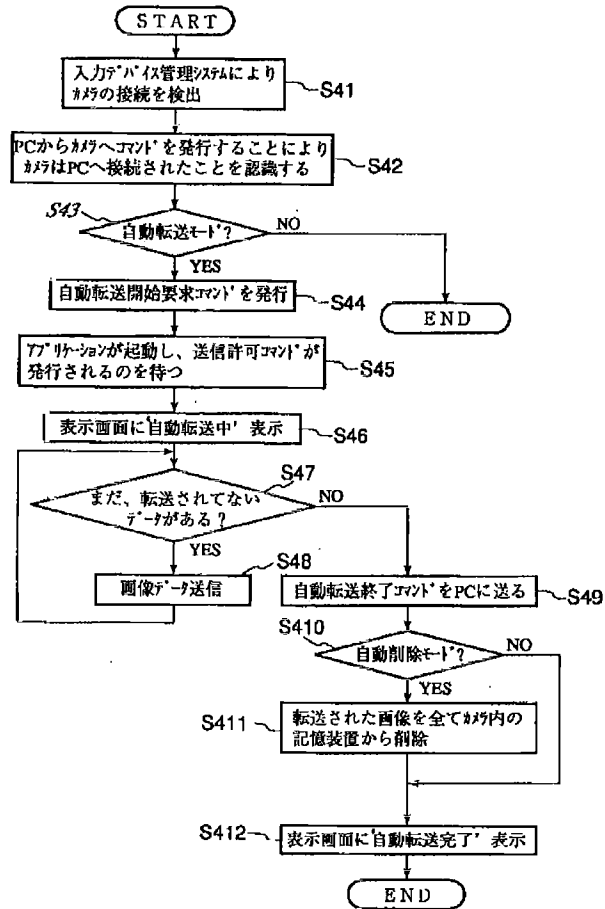 START
入力ﾃﾞﾊﾞｲｽ管理ｼｽﾃﾑにより
ｶﾒﾗの接続を検出
S41
PCからｶﾒﾗへｺﾏﾝﾄﾞを発行することにより
ｶﾒﾗはPCへ接続されたことを認識する
S42
S43
自動転送ﾓｰﾄﾞ?
NO
YES
END
自動転送開始要求ｺﾏﾝﾄﾞを発行
S44
ｱﾌﾟﾘｹｰｼｮﾝが起動し、送信許可ｺﾏﾝﾄﾞが
発行されるのを待つ
S45
表示画面に‘自動転送中’ 表示
S46
S47
まだ、転送されてない
ﾃﾞｰﾀがある?
NO
YES
S48
画像ﾃﾞｰﾀ送信
自動転送終了ｺﾏﾝﾄﾞをPCに送る
S49
S410
自動削除ﾓｰﾄﾞ?
NO
YES
S411
転送された画像を全てｶﾒﾗ内の
記憶装置から削除
S412
表示画面に‘自動転送完了’ 表示
END